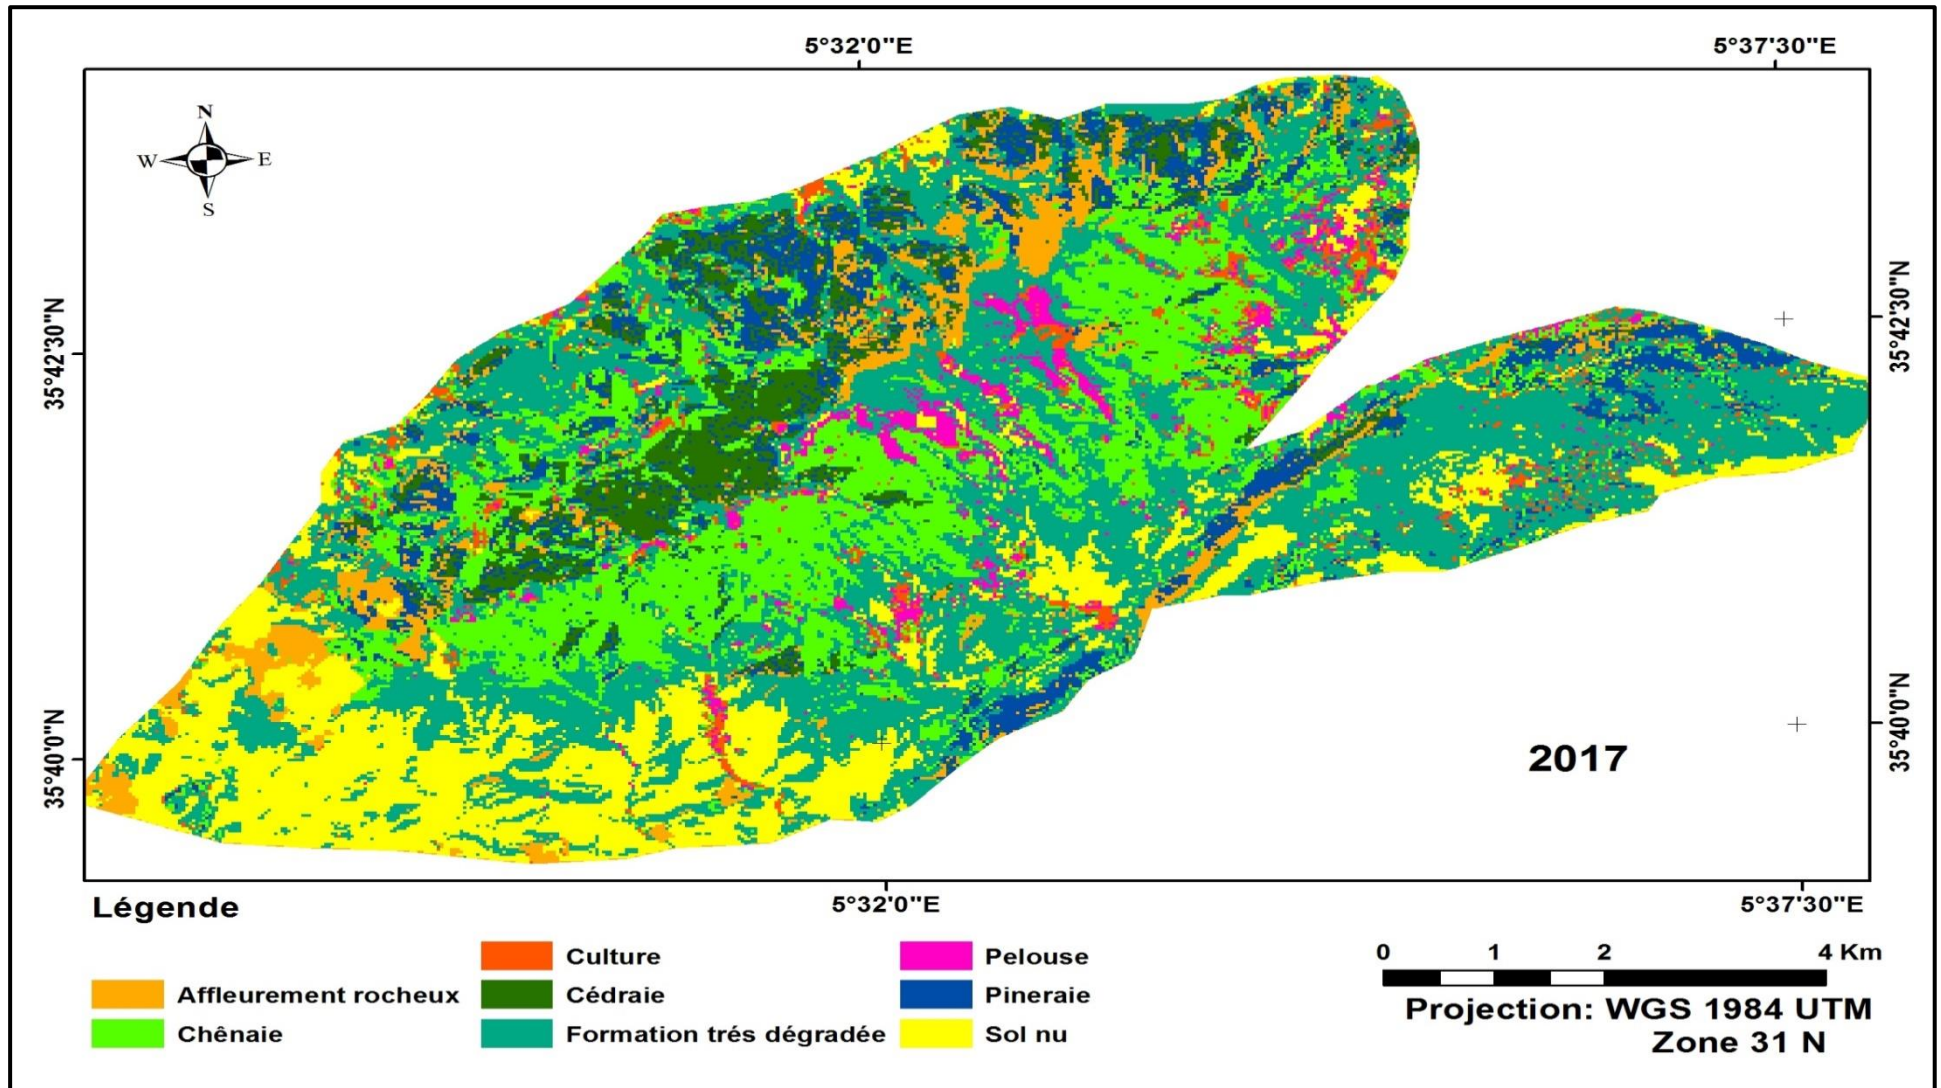 5°32'0"E
5°37'30"E
N
W
E
S
35°42'30"N
35°42'30"N
35°40'0"N
35°40'0"N
2017
5°32'0"E
5°37'30"E
Légende
Culture
Pelouse
Affleurement rocheux
Cédraie
Pineraie
Chênaie
Formation trés dégradée
Sol nu
0 1 2 4 Km
Projection: WGS 1984 UTM
Zone 31 N